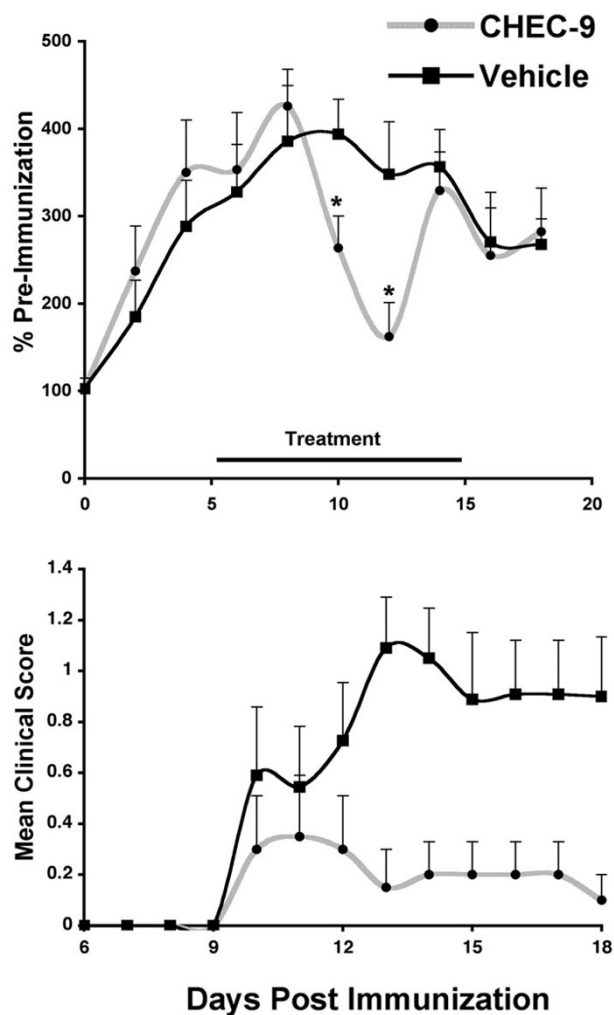 CHEC-9
Vehicle
% Pre-Immunization
500
400
300
200
100
0
*
*
Treatment
0 5 10 15 20
Mean Clinical Score
1.4
1.2
1
0.8
0.6
0.4
0.2
0
6 9 12 15 18
Days Post Immunization